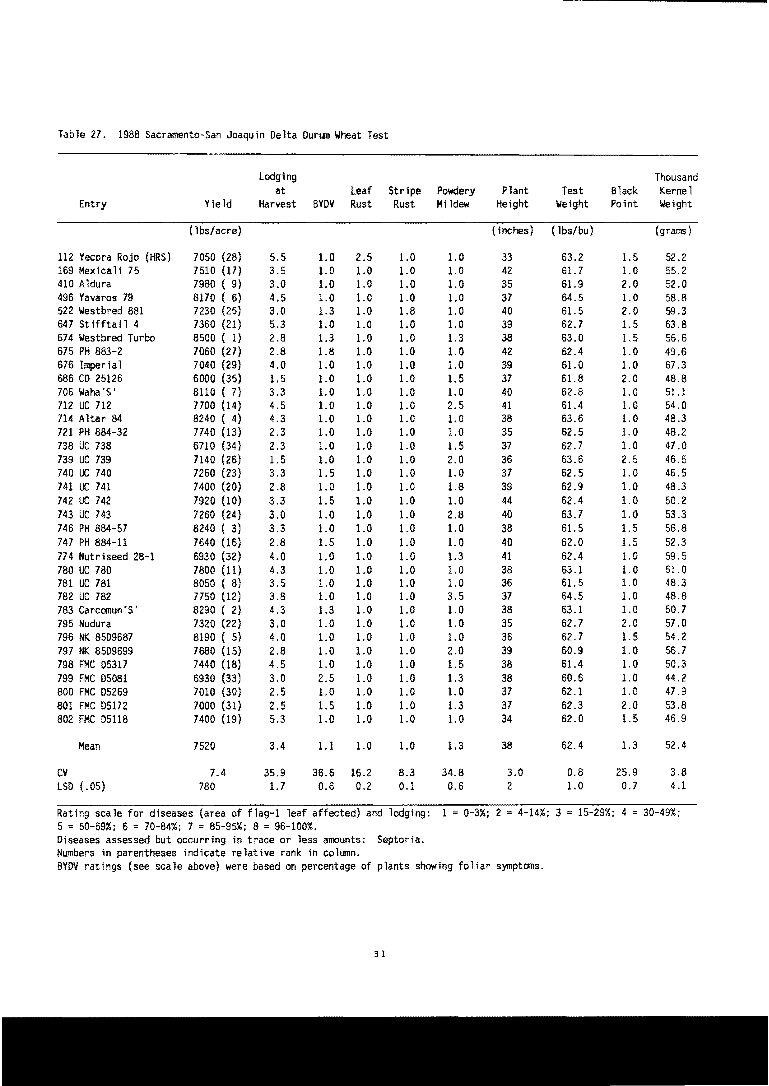 Table 27. 1988 Sacramento-San Joaquin Delta Durum Wheat Test
Lodging Thousand
at Leaf Stripe Powdery Plant Test Black Kernel
Entry Yield Harvest BYDV Rust Rust Mildew Height Weight Point Weight
(lbs/acre) (inches) (lbs/bu) (grams)
112 Yecora Rojo (HRS) 7050 (28) 5.5 1.0 2.5 1.0 1.0 33 63.2 1.5 52.2
169 Mexicali 75 7510 (17) 3.5 1.0 1.0 1.0 1.0 42 61.7 1.0 55.2
410 Aldura 7980 ( 9) 3.0 1.0 1.0 1.0 1.0 35 61.9 2.0 52.0
496 Yavaros 79 8170 ( 6) 4.5 1.0 1.0 1.0 1.0 37 64.5 1.0 58.8
522 Westbred 881 7230 (25) 3.0 1.3 1.0 1.8 1.0 40 61.5 2.0 59.3
647 Stifftail 4 7360 (21) 5.3 1.0 1.0 1.0 1.0 39 62.7 1.5 63.8
674 Westbred Turbo 8500 ( 1) 2.8 1.3 1.0 1.0 1.3 38 63.0 1.5 56.6
675 PH 883-2 7060 (27) 2.8 1.8 1.0 1.0 1.0 42 62.4 1.0 49.6
676 Imperial 7040 (29) 4.0 1.0 1.0 1.0 1.0 39 61.0 1.0 67.3
686 CD 25126 6000 (35) 1.5 1.0 1.0 1.0 1.5 37 61.8 2.0 48.8
706 Waha'S' 8110 ( 7) 3.3 1.0 1.0 1.0 1.0 40 62.8 1.0 51.1
712 UC 712 7700 (14) 4.5 1.0 1.0 1.0 2.5 41 61.4 1.0 54.0
714 Altar 84 8240 ( 4) 4.3 1.0 1.0 1.0 1.0 38 63.6 1.0 48.3
721 PH 884-32 7740 (13) 2.3 1.0 1.0 1.0 1.0 35 62.5 1.0 48.2
738 UC 738 6710 (34) 2.3 1.0 1.0 1.0 1.5 37 62.7 1.0 47.0
739 UC 739 7140 (26) 1.5 1.0 1.0 1.0 2.0 36 63.6 2.5 46.5
740 UC 740 7260 (23) 3.3 1.5 1.0 1.0 1.0 37 62.5 1.0 46.5
741 UC 741 7400 (20) 2.8 1.0 1.0 1.0 1.8 39 62.9 1.0 48.3
742 UC 742 7920 (10) 3.3 1.5 1.0 1.0 1.0 44 62.4 1.0 50.2
743 UC 743 7260 (24) 3.0 1.0 1.0 1.0 2.8 40 63.7 1.0 53.3
746 PH 884-57 8240 ( 3) 3.3 1.0 1.0 1.0 1.0 38 61.5 1.5 56.8
747 PH 884-11 7640 (16) 2.8 1.5 1.0 1.0 1.0 40 62.0 1.5 52.3
774 Nutriseed 28-1 6930 (32) 4.0 1.0 1.0 1.0 1.3 41 62.4 1.0 59.5
780 UC 780 7800 (11) 4.3 1.0 1.0 1.0 1.0 38 63.1 1.0 51.0
781 UC 781 8050 ( 8) 3.5 1.0 1.0 1.0 1.0 36 61.5 1.0 48.3
782 UC 782 7750 (12) 3.8 1.0 1.0 1.0 3.5 37 64.5 1.0 48.8
783 Carcomun'S' 8290 ( 2) 4.3 1.3 1.0 1.0 1.0 38 63.1 1.0 50.7
795 Nudura 7320 (22) 3.0 1.0 1.0 1.0 1.0 35 62.7 2.0 57.0
796 NK 85D9687 8190 ( 5) 4.0 1.0 1.0 1.0 1.0 36 62.7 1.5 54.2
797 NK 85D9699 7680 (15) 2.8 1.0 1.0 1.0 2.0 39 60.9 1.0 56.7
798 FMC D5317 7440 (18) 4.5 1.0 1.0 1.0 1.5 38 61.4 1.0 50.3
799 FMC D5081 6930 (33) 3.0 2.5 1.0 1.0 1.3 38 60.6 1.0 44.2
800 FMC D5269 7010 (30) 2.5 1.0 1.0 1.0 1.0 37 62.1 1.0 47.9
801 FMC D5172 7000 (31) 2.5 1.5 1.0 1.0 1.3 37 62.3 2.0 53.8
802 FMC D5118 7400 (19) 5.3 1.0 1.0 1.0 1.0 34 62.0 1.5 46.9
Mean 7520 3.4 1.1 1.0 1.0 1.3 38 62.4 1.3 52.4
CV 7.4 35.9 36.6 16.2 8.3 34.8 3.0 0.8 25.9 3.8
LSD (.05) 780 1.7 0.6 0.2 0.1 0.6 2 1.0 0.7 4.1
Rating scale for diseases (area of flag-1 leaf affected) and lodging: 1 = 0-3%; 2 = 4-14%; 3 = 15-29%; 4 = 30-49%;
5 = 50-69%; 6 = 70-84%; 7 = 85-95%; 8 = 96-100%.
Diseases assessed but occurring in trace or less amounts: Septoria.
Numbers in parentheses indicate relative rank in column.
BYDV ratings (see scale above) were based on percentage of plants showing foliar symptoms.
31